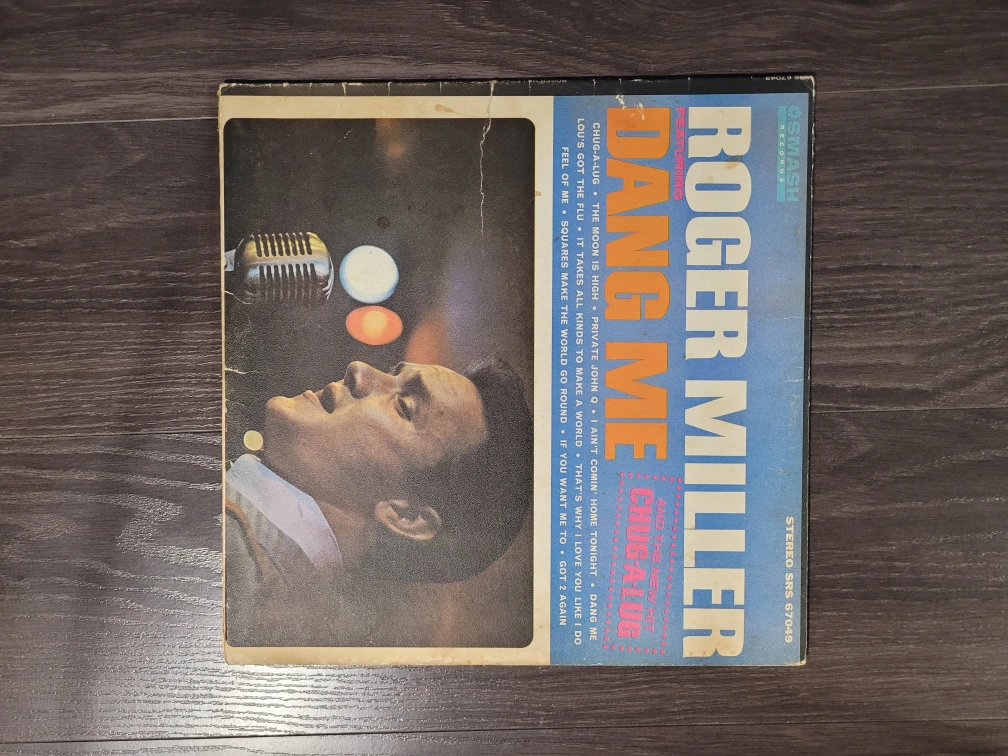 SMASH
RECORDS
STEREO SRS 67049
ROGER MILLER
FEATURING
DANG ME
AND THE NEW HIT
CHUG-A-LUG
CHUG-A-LUG • THE MOON IS HIGH • PRIVATE JOHN Q • I AIN'T COMIN' HOME TONIGHT • DANG ME
LOU'S GOT THE FLU • IT TAKES ALL KINDS TO MAKE A WORLD • THAT'S WHY I LOVE YOU LIKE I DO
FEEL OF ME • SQUARES MAKE THE WORLD GO ROUND • IF YOU WANT ME TO • GOT 2 AGAIN